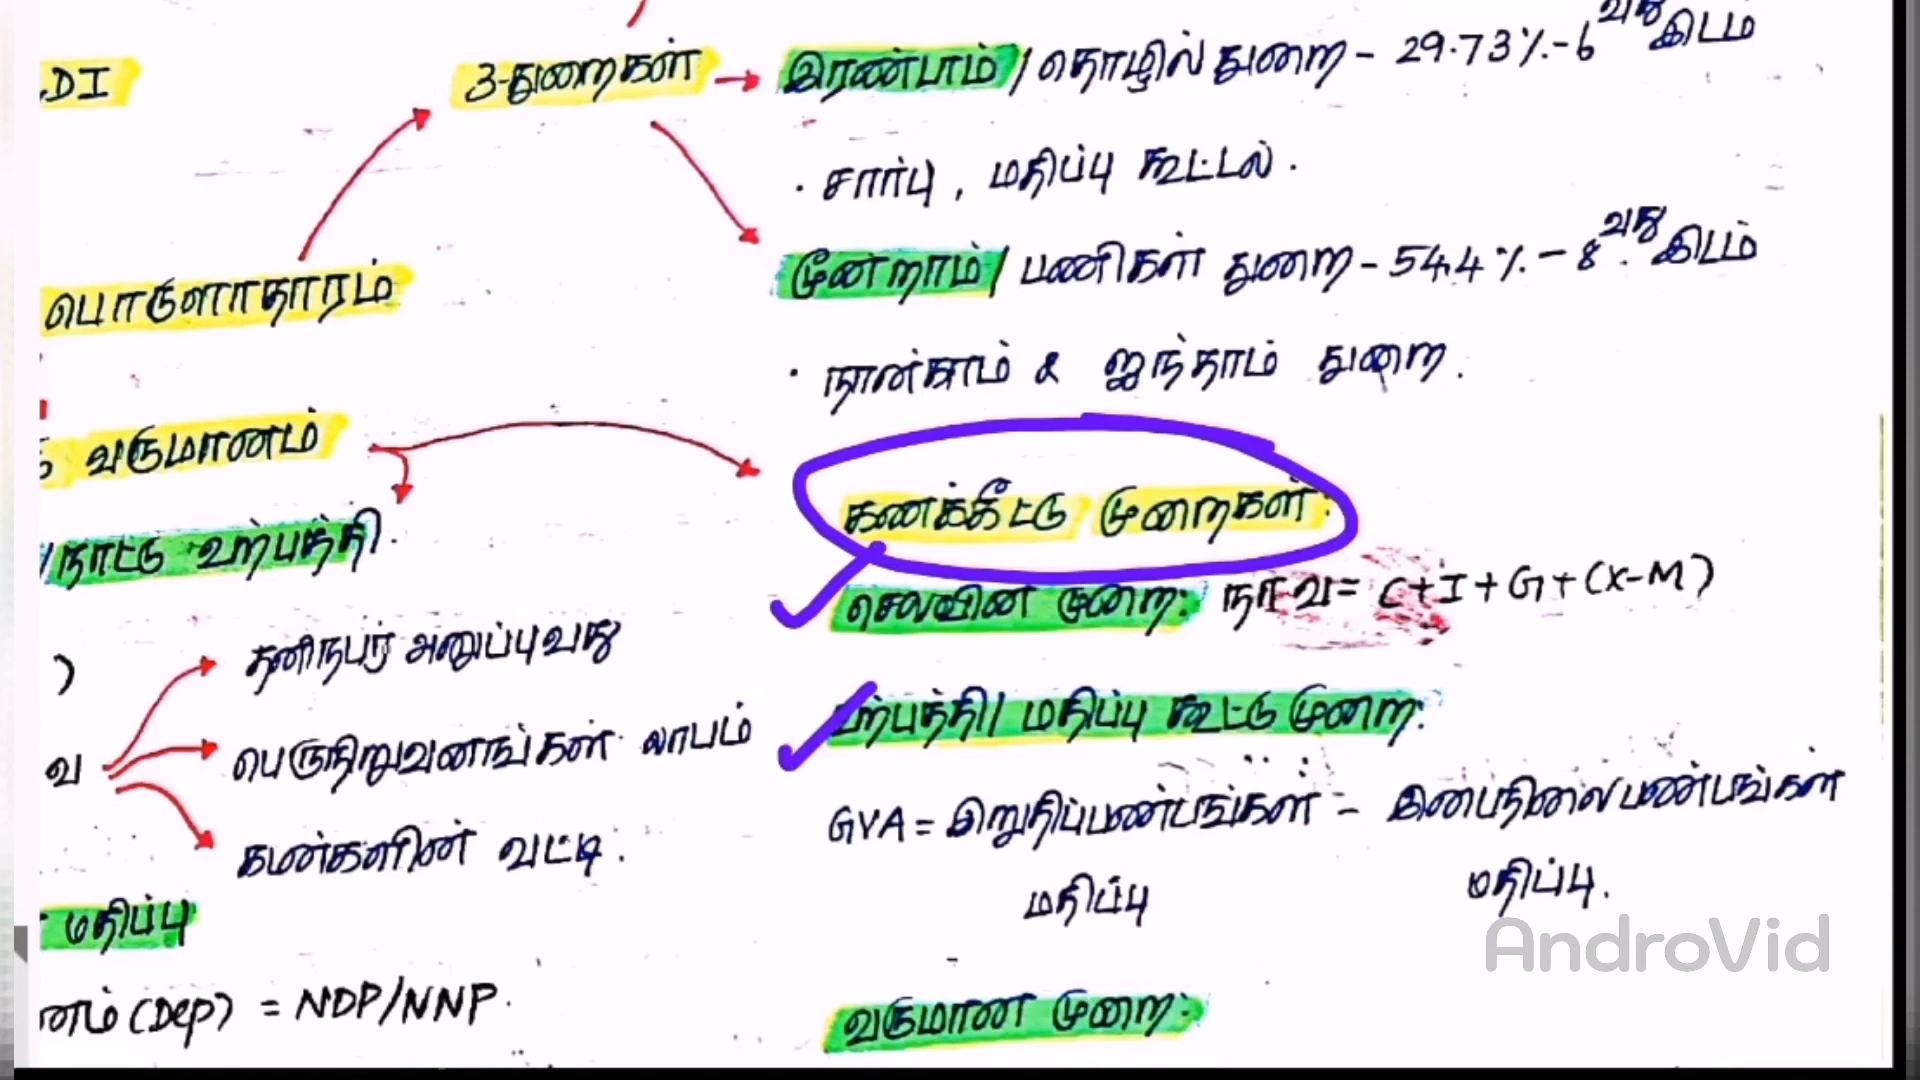 DI
3-துறைகள்
இரண்டாம் / தொழில் துறை - 29.73%.-6வது இடம்
. சார்பு, மதிப்பு கூட்டல்.
மூன்றாம் / பணிகள் துறை - 54.4%. - 8வது இடம்
. நான்காம் & ஐந்தாம் துறை.
பொருளாதாரம்
வருமானம்
/நாட்டு உற்பத்தி.
)
தனிநபர் அனுப்புவது
வ
பெருநிறுவனங்கள் லாபம்
கடன்களின் வட்டி.
மதிப்பு
னம் (Dep) = NDP/NNP.
கணக்கீட்டு முறைகள்:
செலவின முறை: நா.வ = C+I+G+(X-M)
உற்பத்தி / மதிப்பு கூட்டு முறை:
GVA = இறுதிப்பண்டங்கள் - இடைநிலை பண்டங்கள்
மதிப்பு மதிப்பு.
வருமான முறை:
AndroVid